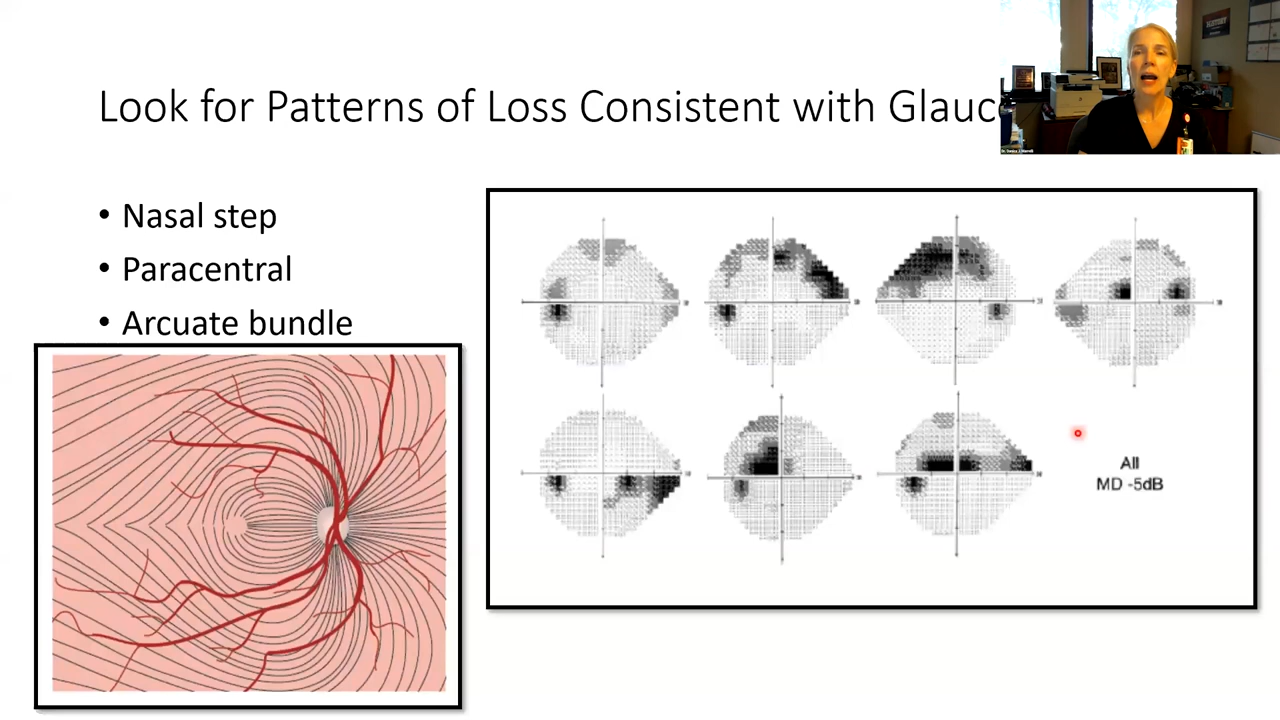 Look for Patterns of Loss Consistent with Glauc
• Nasal step
• Paracentral
• Arcuate bundle
All
MD -5dB